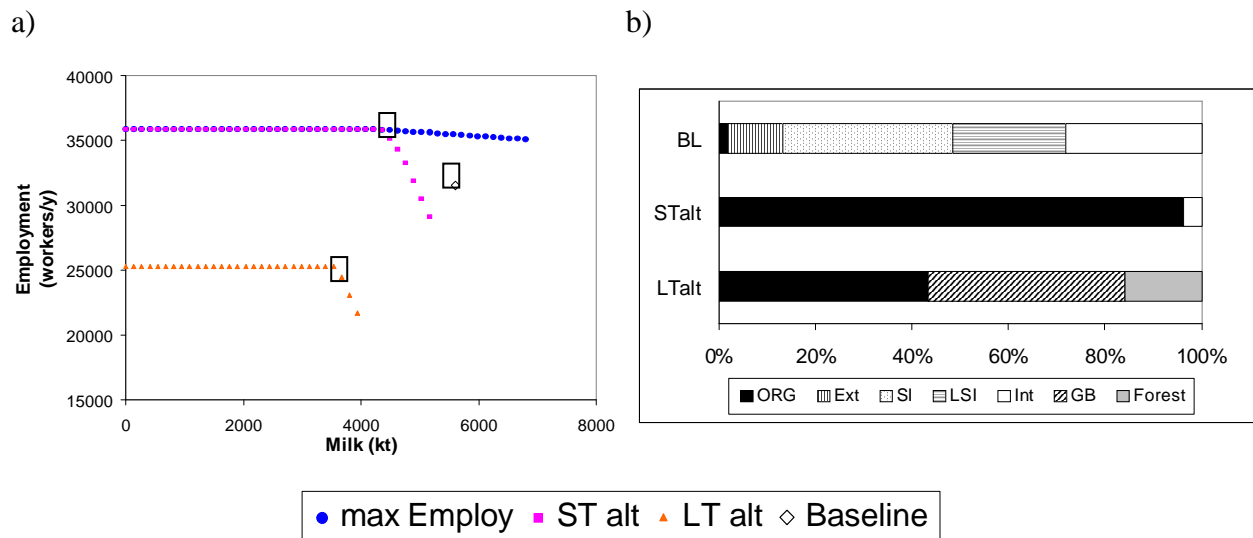 a)
b)
40000
35000
30000
25000
20000
15000
Employment
(workers/y)
0 2000 4000 6000 8000
Milk (kt)
BL
STalt
LTalt
0% 20% 40% 60% 80% 100%
ORG Ext SI LSI Int GB Forest
max Employ ST alt LT alt Baseline